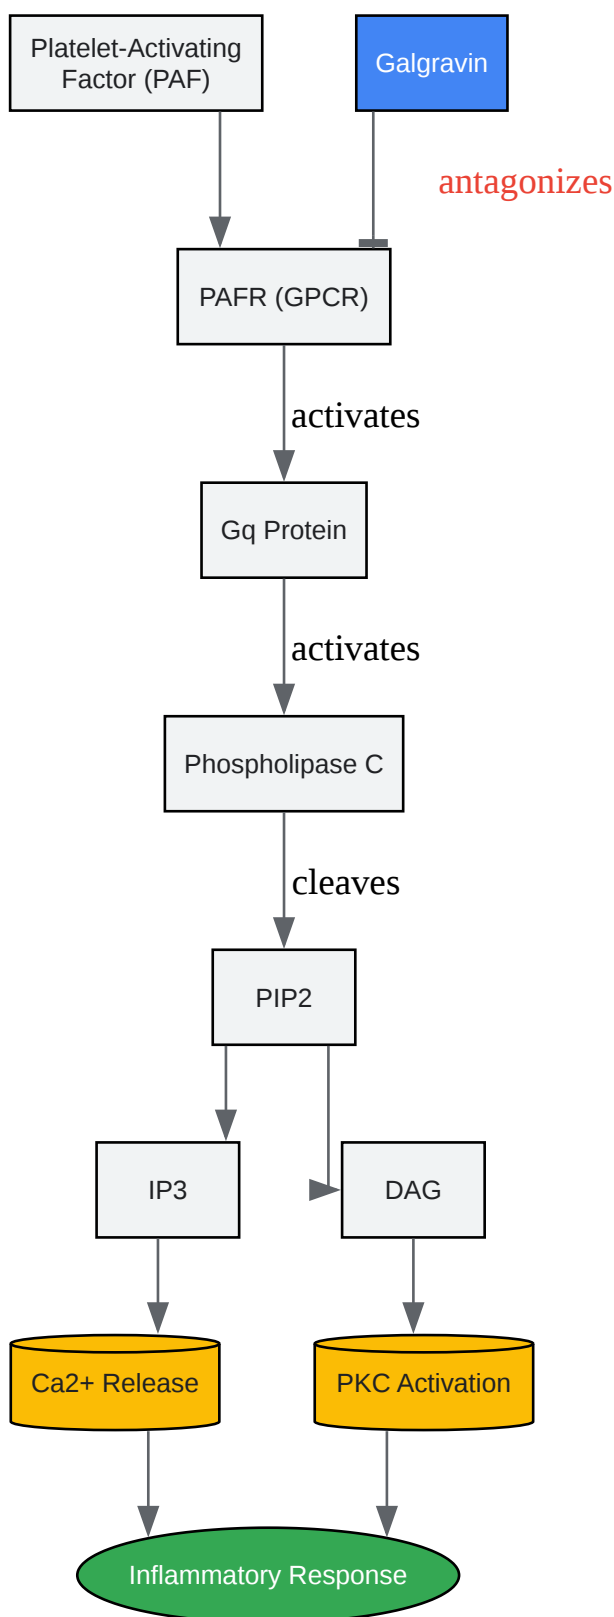 Platelet-Activating
Factor (PAF)
Galgravin
antagonizes
PAFR (GPCR)
activates
Gq Protein
activates
Phospholipase C
cleaves
PIP2
IP3
DAG
Ca2+ Release
PKC Activation
Inflammatory Response